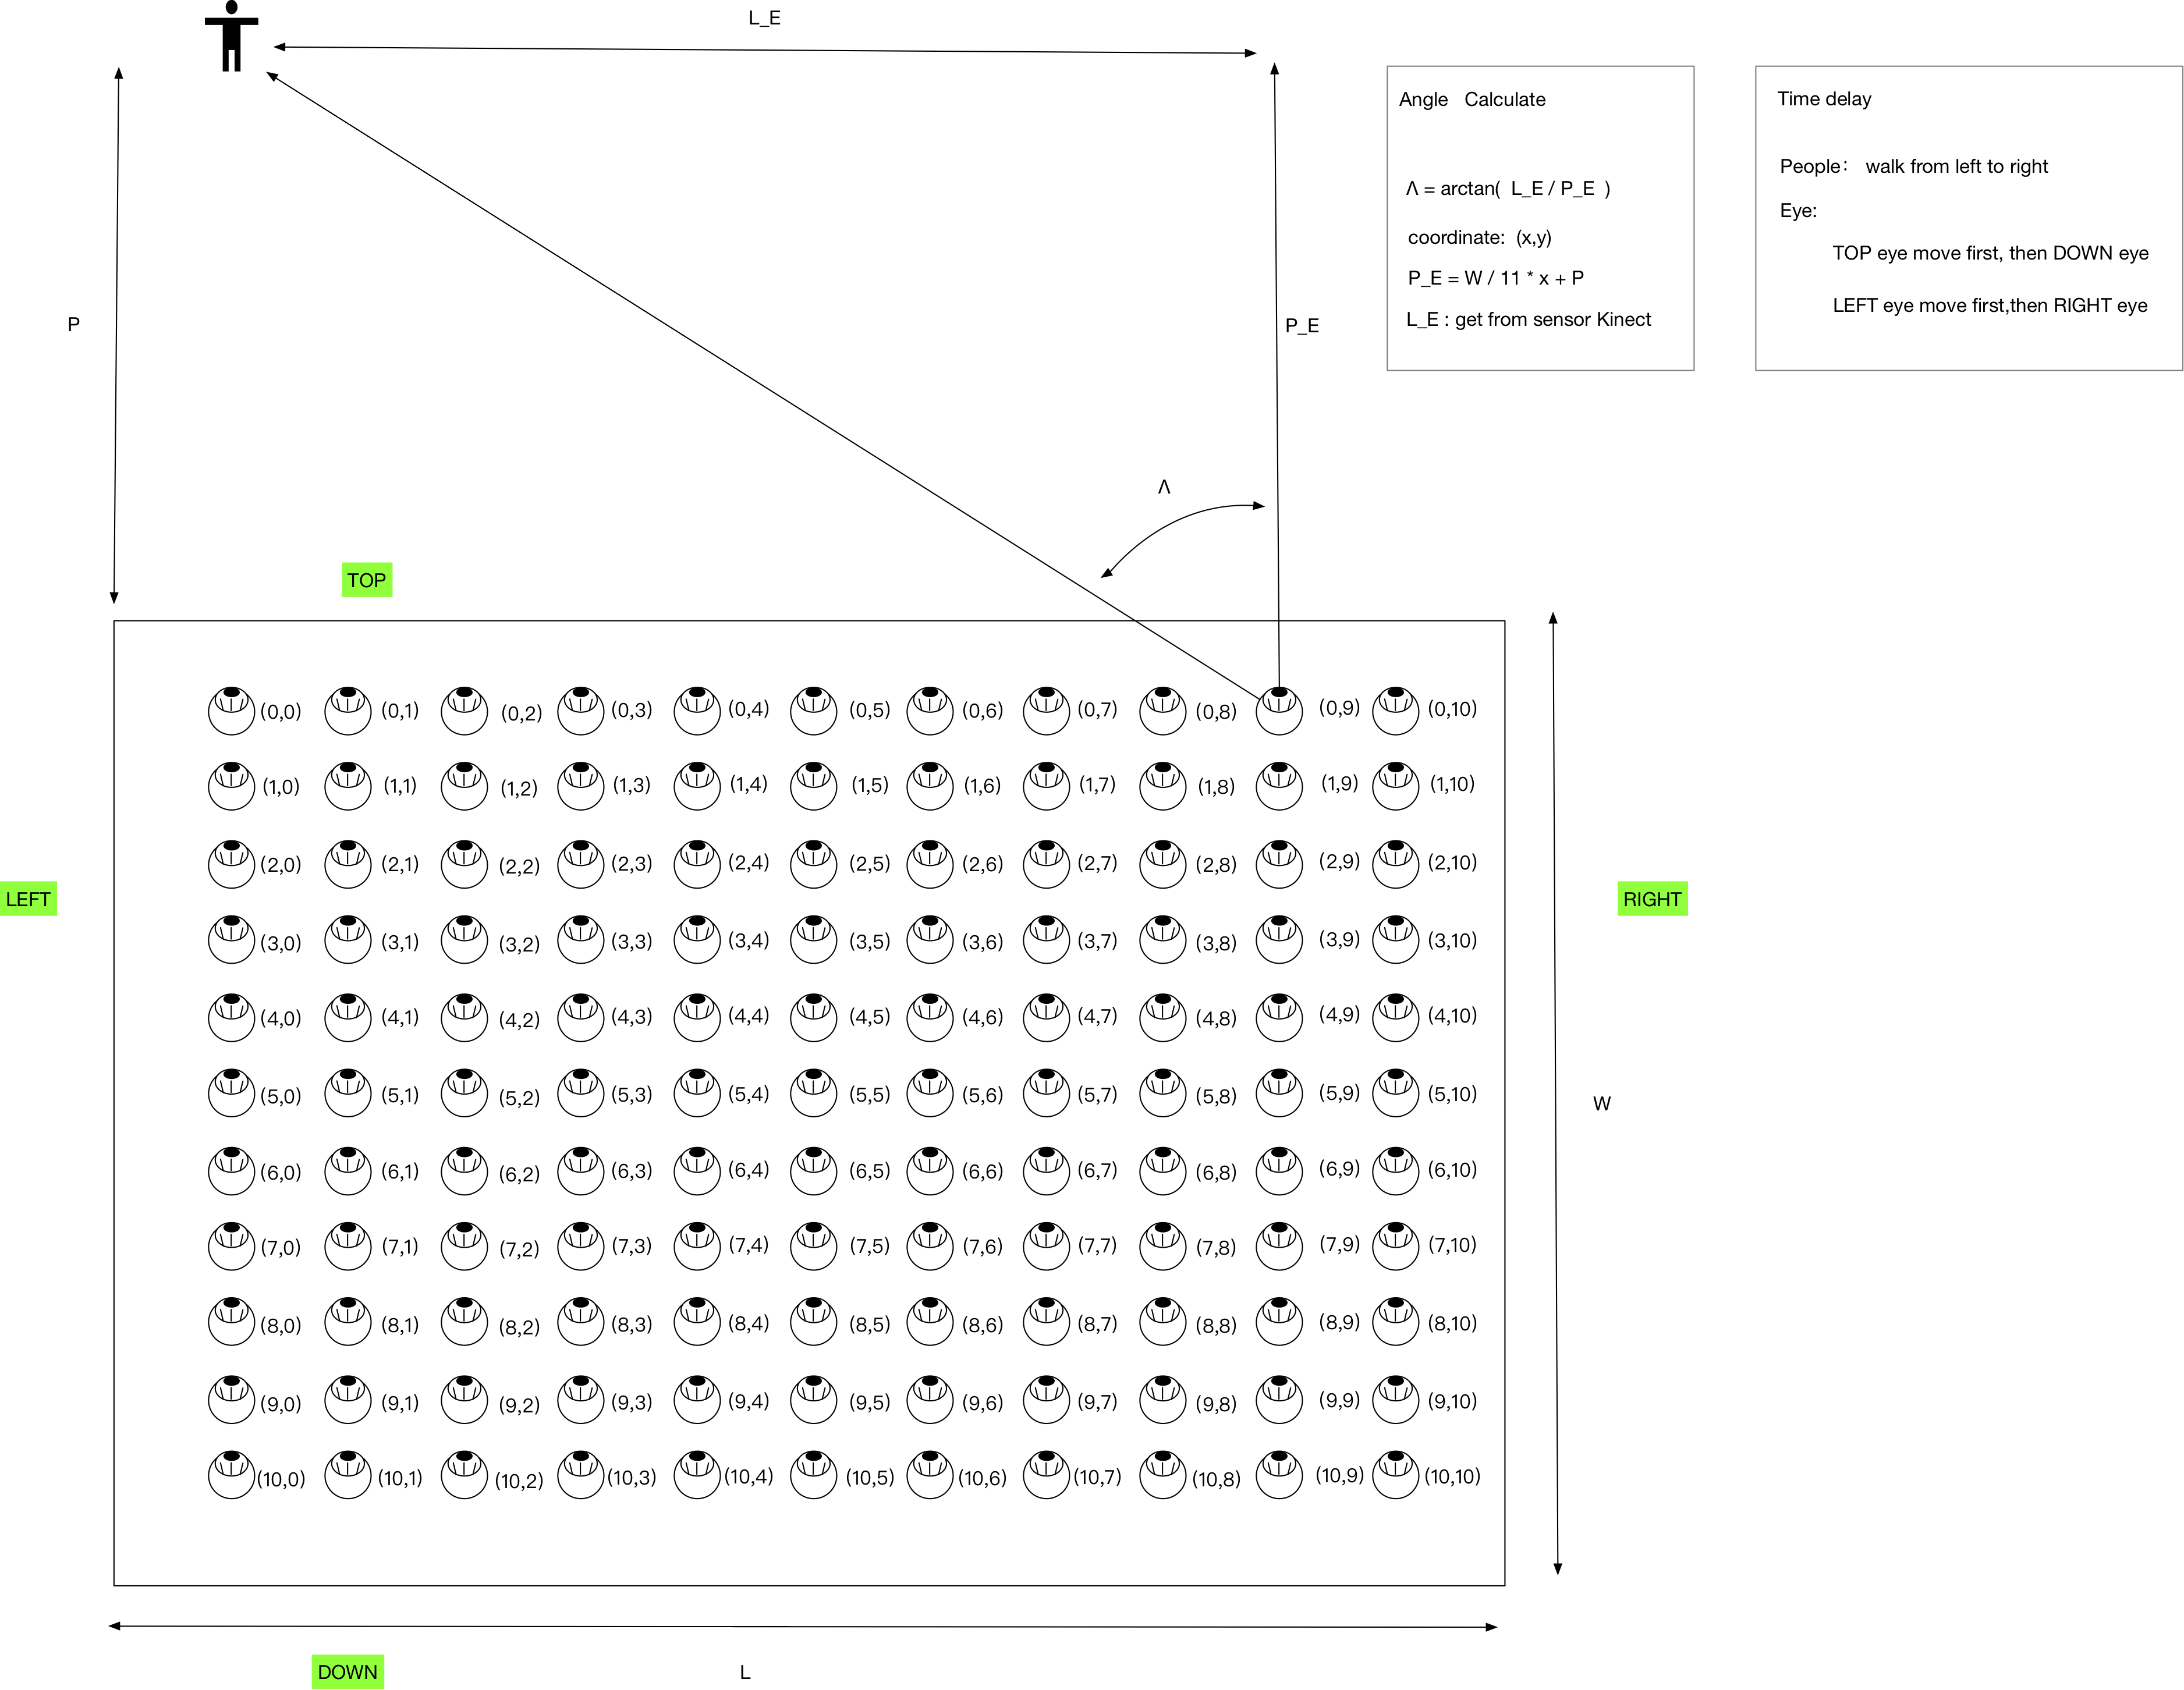 L_E
Angle   Calculate
Λ = arctan(  L_E / P_E  )
coordinate:  (x,y)
P_E = W / 11 * x + P
L_E : get from sensor Kinect
Time delay
People：  walk from left to right
Eye:
TOP eye move first, then DOWN eye
LEFT eye move first,then RIGHT eye
P
P_E
Λ
TOP
(0,0) (0,1) (0,2) (0,3) (0,4) (0,5) (0,6) (0,7) (0,8) (0,9) (0,10)
(1,0) (1,1) (1,2) (1,3) (1,4) (1,5) (1,6) (1,7) (1,8) (1,9) (1,10)
(2,0) (2,1) (2,2) (2,3) (2,4) (2,5) (2,6) (2,7) (2,8) (2,9) (2,10)
LEFT
RIGHT
(3,0) (3,1) (3,2) (3,3) (3,4) (3,5) (3,6) (3,7) (3,8) (3,9) (3,10)
(4,0) (4,1) (4,2) (4,3) (4,4) (4,5) (4,6) (4,7) (4,8) (4,9) (4,10)
(5,0) (5,1) (5,2) (5,3) (5,4) (5,5) (5,6) (5,7) (5,8) (5,9) (5,10)
W
(6,0) (6,1) (6,2) (6,3) (6,4) (6,5) (6,6) (6,7) (6,8) (6,9) (6,10)
(7,0) (7,1) (7,2) (7,3) (7,4) (7,5) (7,6) (7,7) (7,8) (7,9) (7,10)
(8,0) (8,1) (8,2) (8,3) (8,4) (8,5) (8,6) (8,7) (8,8) (8,9) (8,10)
(9,0) (9,1) (9,2) (9,3) (9,4) (9,5) (9,6) (9,7) (9,8) (9,9) (9,10)
(10,0) (10,1) (10,2) (10,3) (10,4) (10,5) (10,6) (10,7) (10,8) (10,9) (10,10)
DOWN
L